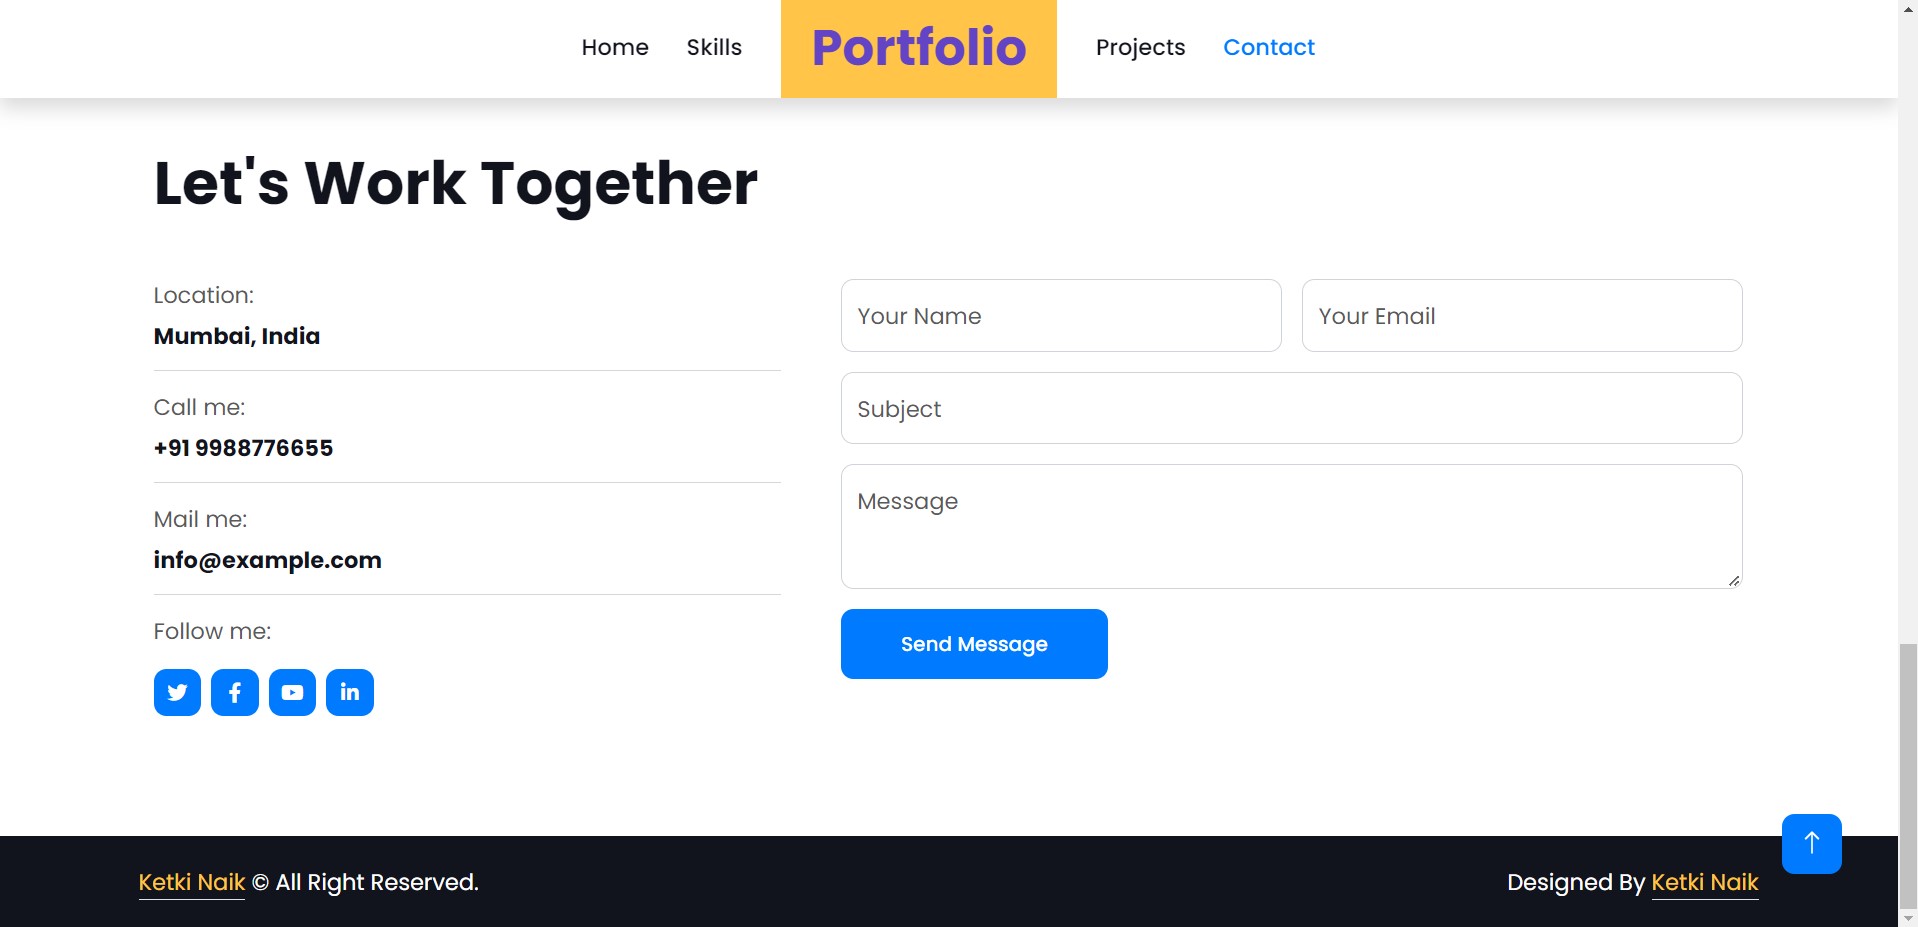 Home Skills Portfolio Projects Contact
Let's Work Together
Location:
Mumbai, India
Call me:
+91 9988776655
Mail me:
info@example.com
Follow me:
Your Name
Your Email
Subject
Message
Send Message
Ketki Naik © All Right Reserved.
Designed By Ketki Naik